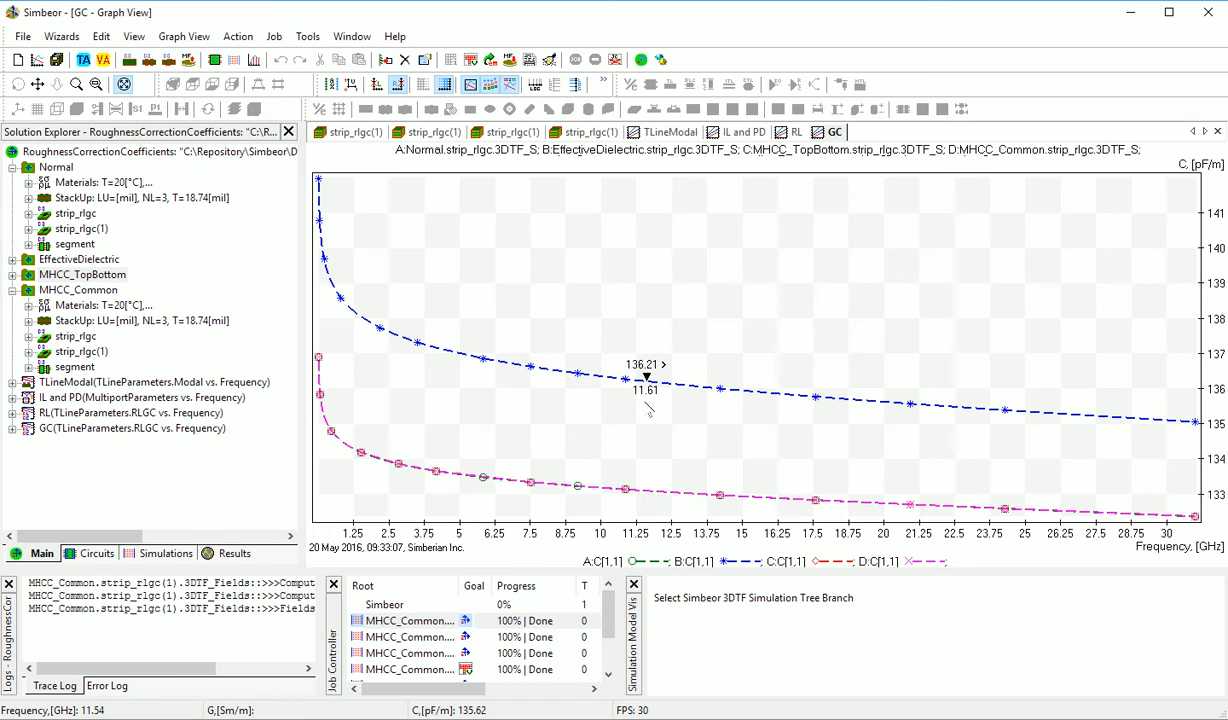 Simbeor - [GC - Graph View]
File Wizards Edit View Graph View Action Job Tools Window Help
Solution Explorer - RoughnessCorrectionCoefficients: "C:\R...
strip_rlgc(1) strip_rlgc(1) strip_rlgc(1) strip_rlgc(1) TLineModal IL and PD RL GC
RoughnessCorrectionCoefficients: "C:\Repository\Simbeor\D
Normal
Materials: T=20[°C],...
StackUp: LU=[mil], NL=3, T=18.74[mil]
strip_rlgc
strip_rlgc(1)
segment
EffectiveDielectric
MHCC_TopBottom
MHCC_Common
Materials: T=20[°C],...
StackUp: LU=[mil], NL=3, T=18.74[mil]
strip_rlgc
strip_rlgc(1)
segment
TLineModal(TLineParameters.Modal vs. Frequency)
IL and PD(MultiportParameters vs. Frequency)
RL(TLineParameters.RLGC vs. Frequency)
GC(TLineParameters.RLGC vs. Frequency)
Main Circuits Simulations Results
A:Normal.strip_rlgc.3DTF_S; B:EffectiveDielectric.strip_rlgc.3DTF_S; C:MHCC_TopBottom.strip_rlgc.3DTF_S; D:MHCC_Common.strip_rlgc.3DTF_S;
C, [pF/m]
141
140
139
138
137
136
135
134
133
136.21
11.61
1.25 2.5 3.75 5 6.25 7.5 8.75 10 11.25 12.5 13.75 15 16.25 17.5 18.75 20 21.25 22.5 23.75 25 26.25 27.5 28.75 30
20 May 2016, 09:33:07, Simberian Inc.
Frequency, [GHz]
A:C[1,1] B:C[1,1] C:C[1,1] D:C[1,1]
Logs - RoughnessCor
MHCC_Common.strip_rlgc(1).3DTF_Fields::>>>Comput
MHCC_Common.strip_rlgc(1).3DTF_Fields::>>>Comput
MHCC_Common.strip_rlgc(1).3DTF_Fields::>>>Fields
Trace Log Error Log
Job Controller
Root Goal Progress T
Simbeor 0% 1
MHCC_Common.... 100% | Done 0
MHCC_Common.... 100% | Done 0
MHCC_Common.... 100% | Done 0
MHCC_Common.... 100% | Done 0
Simulation Model Vis
Select Simbeor 3DTF Simulation Tree Branch
Frequency,[GHz]: 11.54 G,[Sm/m]: C,[pF/m]: 135.62 FPS: 30